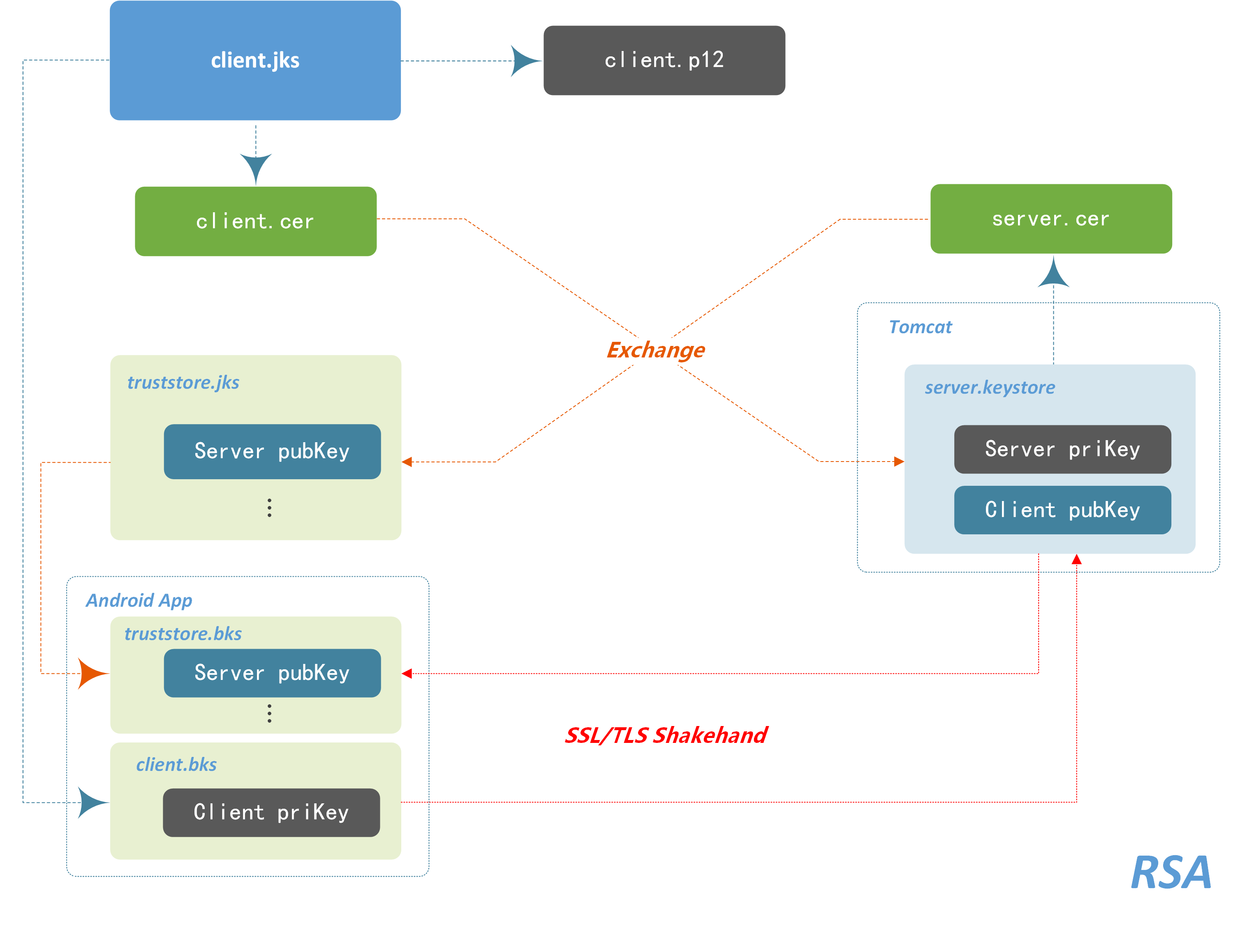 client.jks
client.p12
client.cer
server.cer
Tomcat
Exchange
truststore.jks
server.keystore
Server pubKey
Server priKey
Client pubKey
Android App
truststore.bks
Server pubKey
SSL/TLS Shakehand
client.bks
Client priKey
RSA